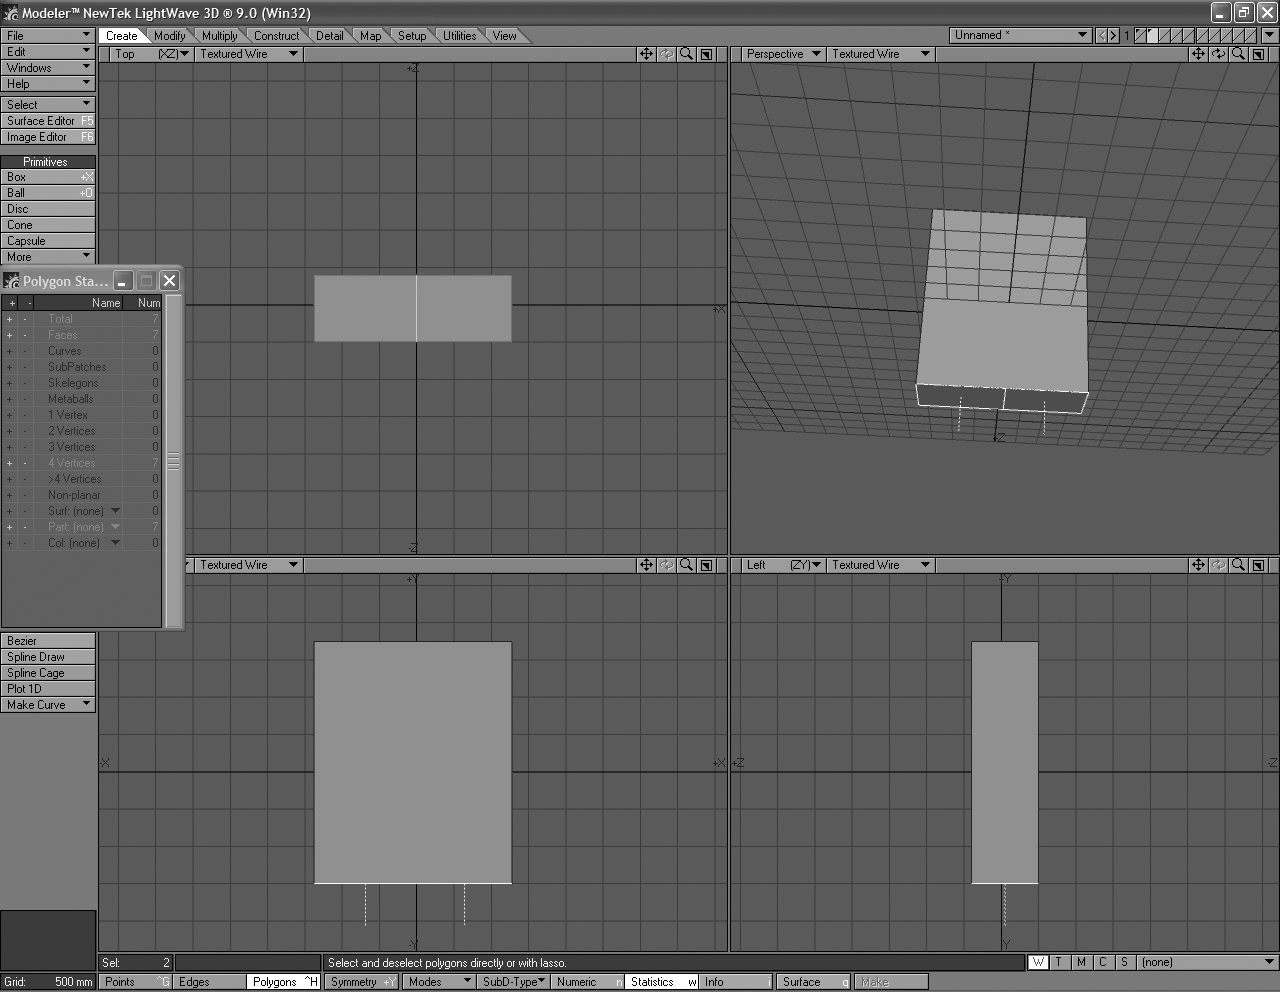 Modeler™ NewTek LightWave 3D ® 9.0 (Win32)
File
Create Modify Multiply Construct Detail Map Setup Utilities View
Unnamed *
1
Edit
Windows
Help
Top (XZ) Textured Wire
Perspective Textured Wire
Select
Surface Editor F5
Image Editor F6
Primitives
Box +X
Ball +O
Disc
Cone
Capsule
More
Polygon Sta...
+ - Name Num
+ - Total 7
+ - Faces 7
+ - Curves 0
+ - SubPatches 0
+ - Skelegons 0
+ - Metaballs 0
+ - 1 Vertex 0
+ - 2 Vertices 0
+ - 3 Vertices 0
+ - 4 Vertices 7
+ - >4 Vertices 0
+ - Non-planar 0
+ - Surf: (none) 0
+ - Part: (none) 7
+ - Col: (none) 0
+Z
+X
-Z
-Z
Textured Wire
Left (ZY) Textured Wire
+Y
-X
+X
-Y
+Y
+Z
-Z
-Y
Bezier
Spline Draw
Spline Cage
Plot 1D
Make Curve
Sel: 2
Select and deselect polygons directly or with lasso.
W T M C S (none)
Grid: 500 mm
Points ^G Edges Polygons ^H Symmetry +Y Modes SubD-Type Numeric n Statistics w Info i Surface q Make